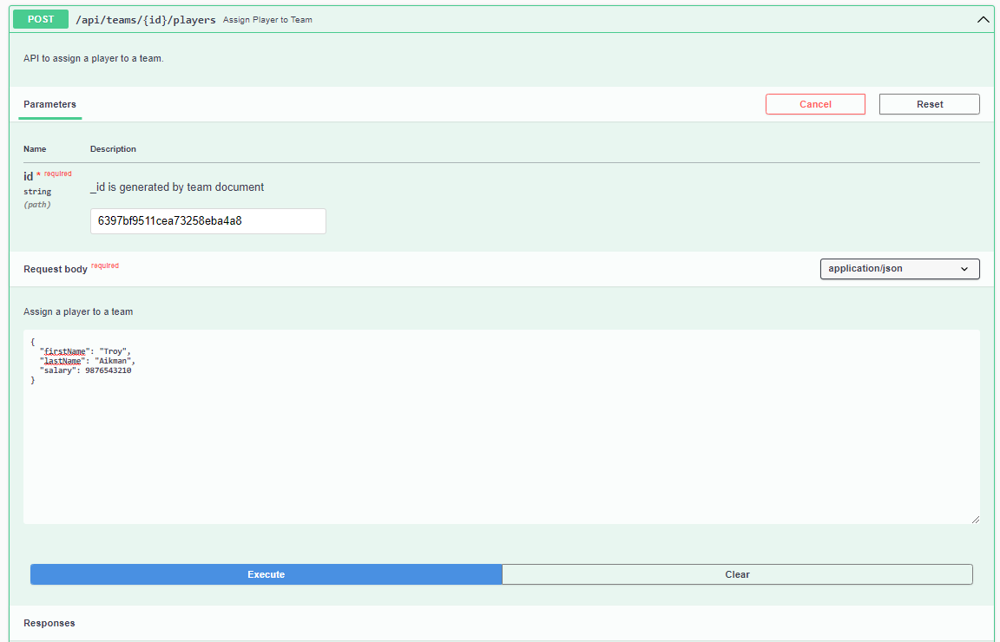 POST /api/teams/{id}/players Assign Player to Team
API to assign a player to a team.
Parameters Cancel Reset
Name Description
id * required
string
(path)
_id is generated by team document
6397bf9511cea73258eba4a8
Request body required application/json
Assign a player to a team
{
  "firstName": "Troy",
  "lastName": "Aikman",
  "salary": 9876543210
}
Execute Clear
Responses